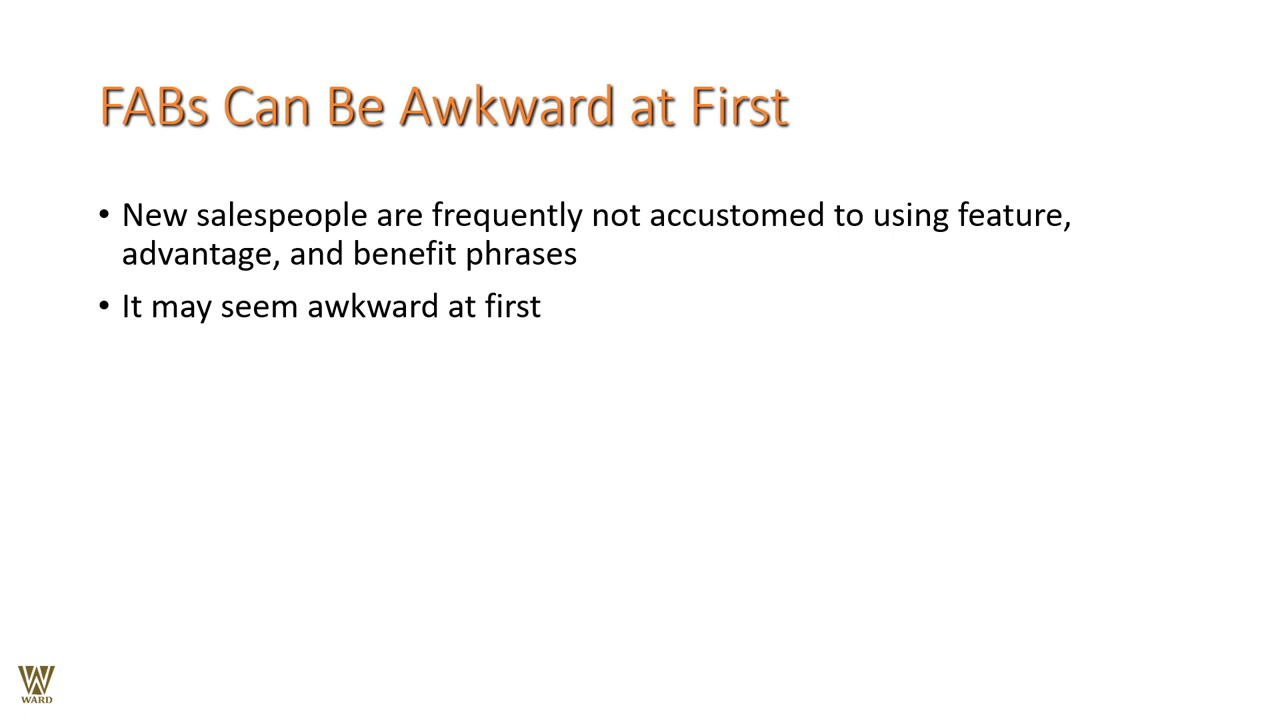 FABs Can Be Awkward at First
• New salespeople are frequently not accustomed to using feature,
advantage, and benefit phrases
• It may seem awkward at first
W
WARD